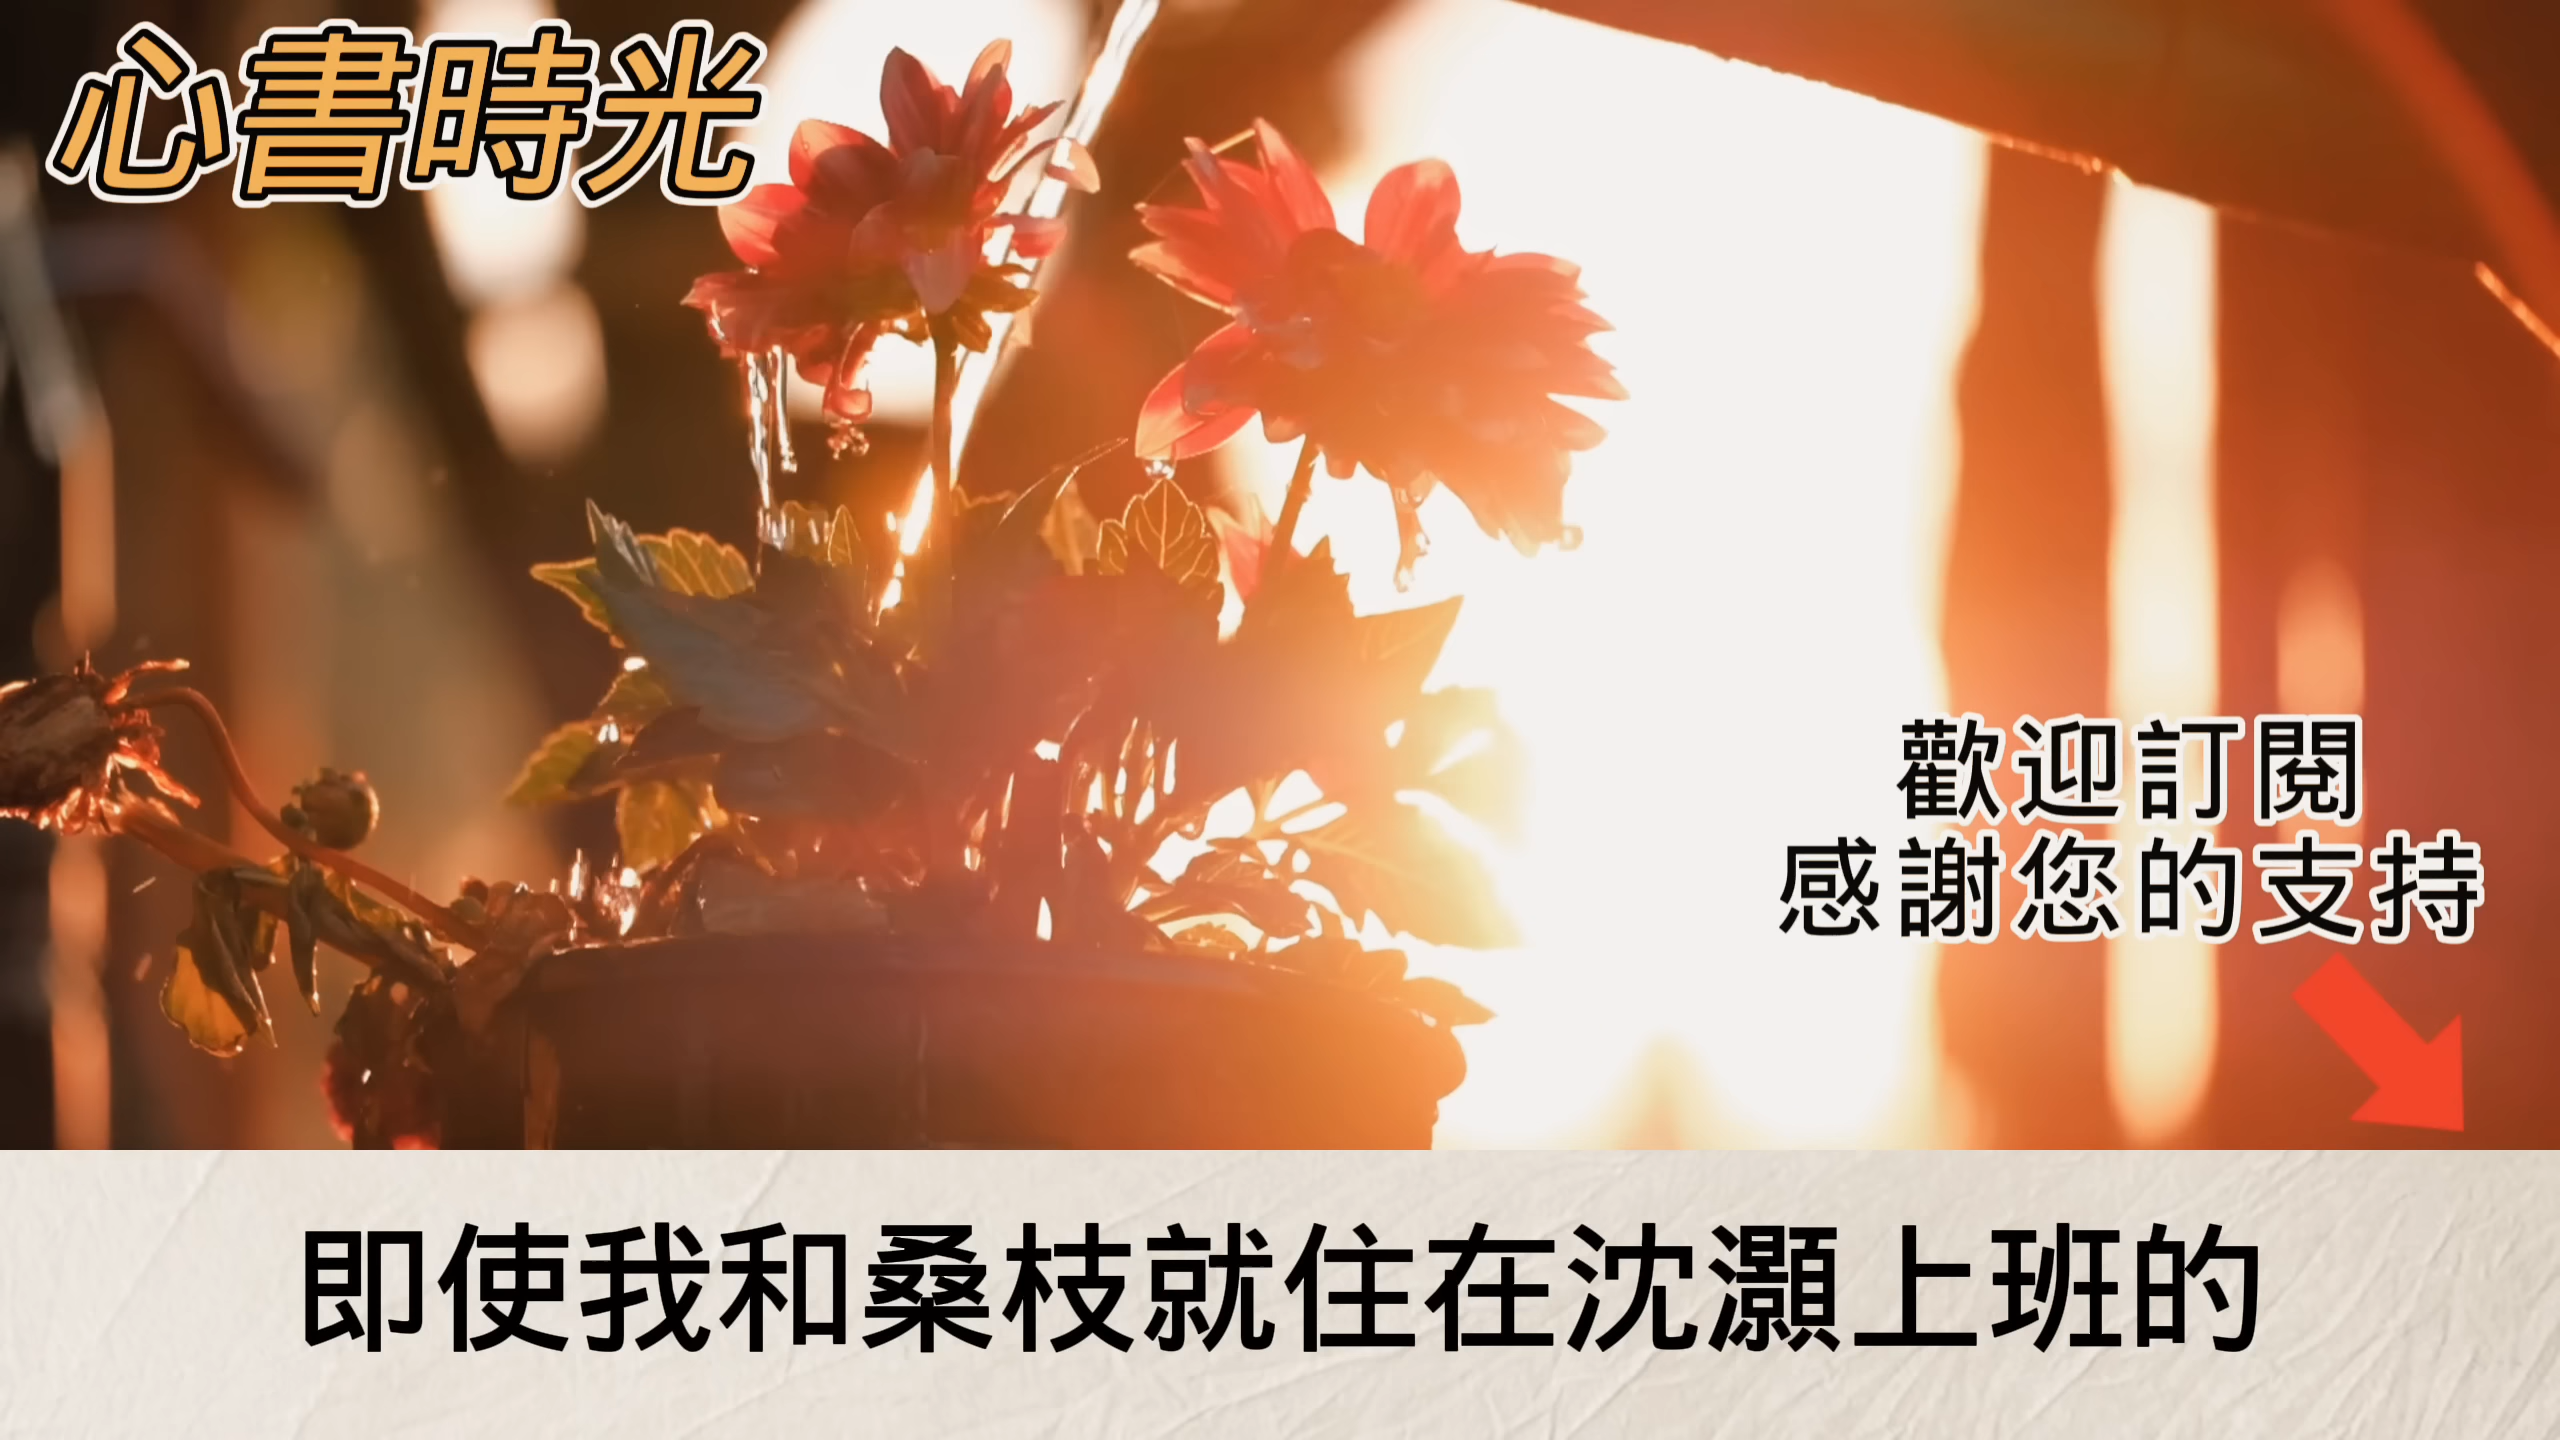 心書時光
歡迎訂閱
感謝您的支持
即使我和桑枝就住在沈灝上班的